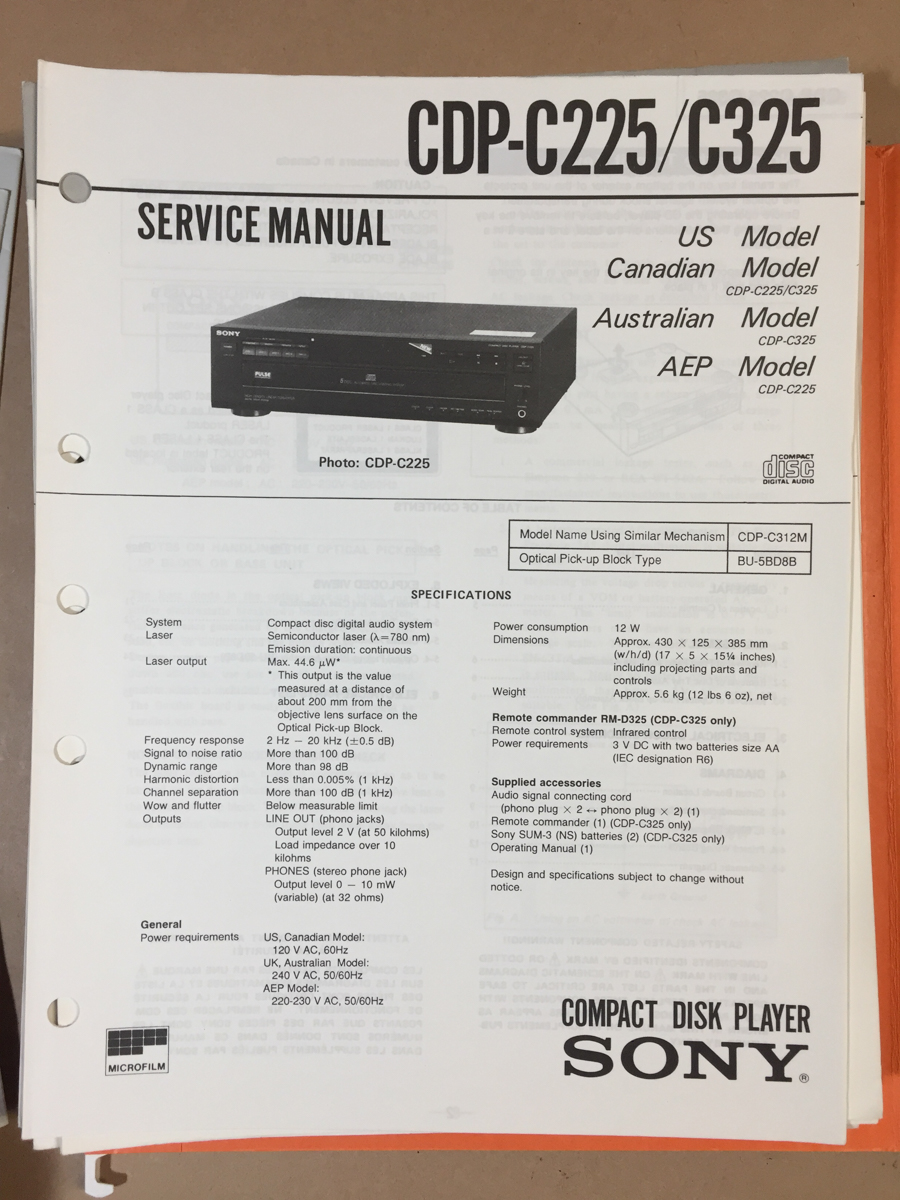 CDP-C225/C325
SERVICE MANUAL
US Model
Canadian Model
CDP-C225/C325
Australian Model
CDP-C325
AEP Model
CDP-C225
SONY
PULSE
Photo: CDP-C225
COMPACT
disc
DIGITAL AUDIO
Model Name Using Similar Mechanism CDP-C312M
Optical Pick-up Block Type BU-5BD8B
SPECIFICATIONS
System Compact disc digital audio system
Laser Semiconductor laser (λ=780 nm)
Emission duration: continuous
Laser output Max. 44.6 μW*
* This output is the value
measured at a distance of
about 200 mm from the
objective lens surface on the
Optical Pick-up Block.
Frequency response 2 Hz – 20 kHz (±0.5 dB)
Signal to noise ratio More than 100 dB
Dynamic range More than 98 dB
Harmonic distortion Less than 0.005% (1 kHz)
Channel separation More than 100 dB (1 kHz)
Wow and flutter Below measurable limit
Outputs LINE OUT (phono jacks)
Output level 2 V (at 50 kilohms)
Load impedance over 10
kilohms
PHONES (stereo phone jack)
Output level 0 – 10 mW
(variable) (at 32 ohms)
General
Power requirements US, Canadian Model:
120 V AC, 60Hz
UK, Australian Model:
240 V AC, 50/60Hz
AEP Model:
220-230 V AC, 50/60Hz
Power consumption 12 W
Dimensions Approx. 430 × 125 × 385 mm
(w/h/d) (17 × 5 × 15¼ inches)
including projecting parts and
controls
Weight Approx. 5.6 kg (12 lbs 6 oz), net
Remote commander RM-D325 (CDP-C325 only)
Remote control system Infrared control
Power requirements 3 V DC with two batteries size AA
(IEC designation R6)
Supplied accessories
Audio signal connecting cord
(phono plug × 2 ↔ phono plug × 2) (1)
Remote commander (1) (CDP-C325 only)
Sony SUM-3 (NS) batteries (2) (CDP-C325 only)
Operating Manual (1)
Design and specifications subject to change without
notice.
MICROFILM
COMPACT DISK PLAYER
SONY®